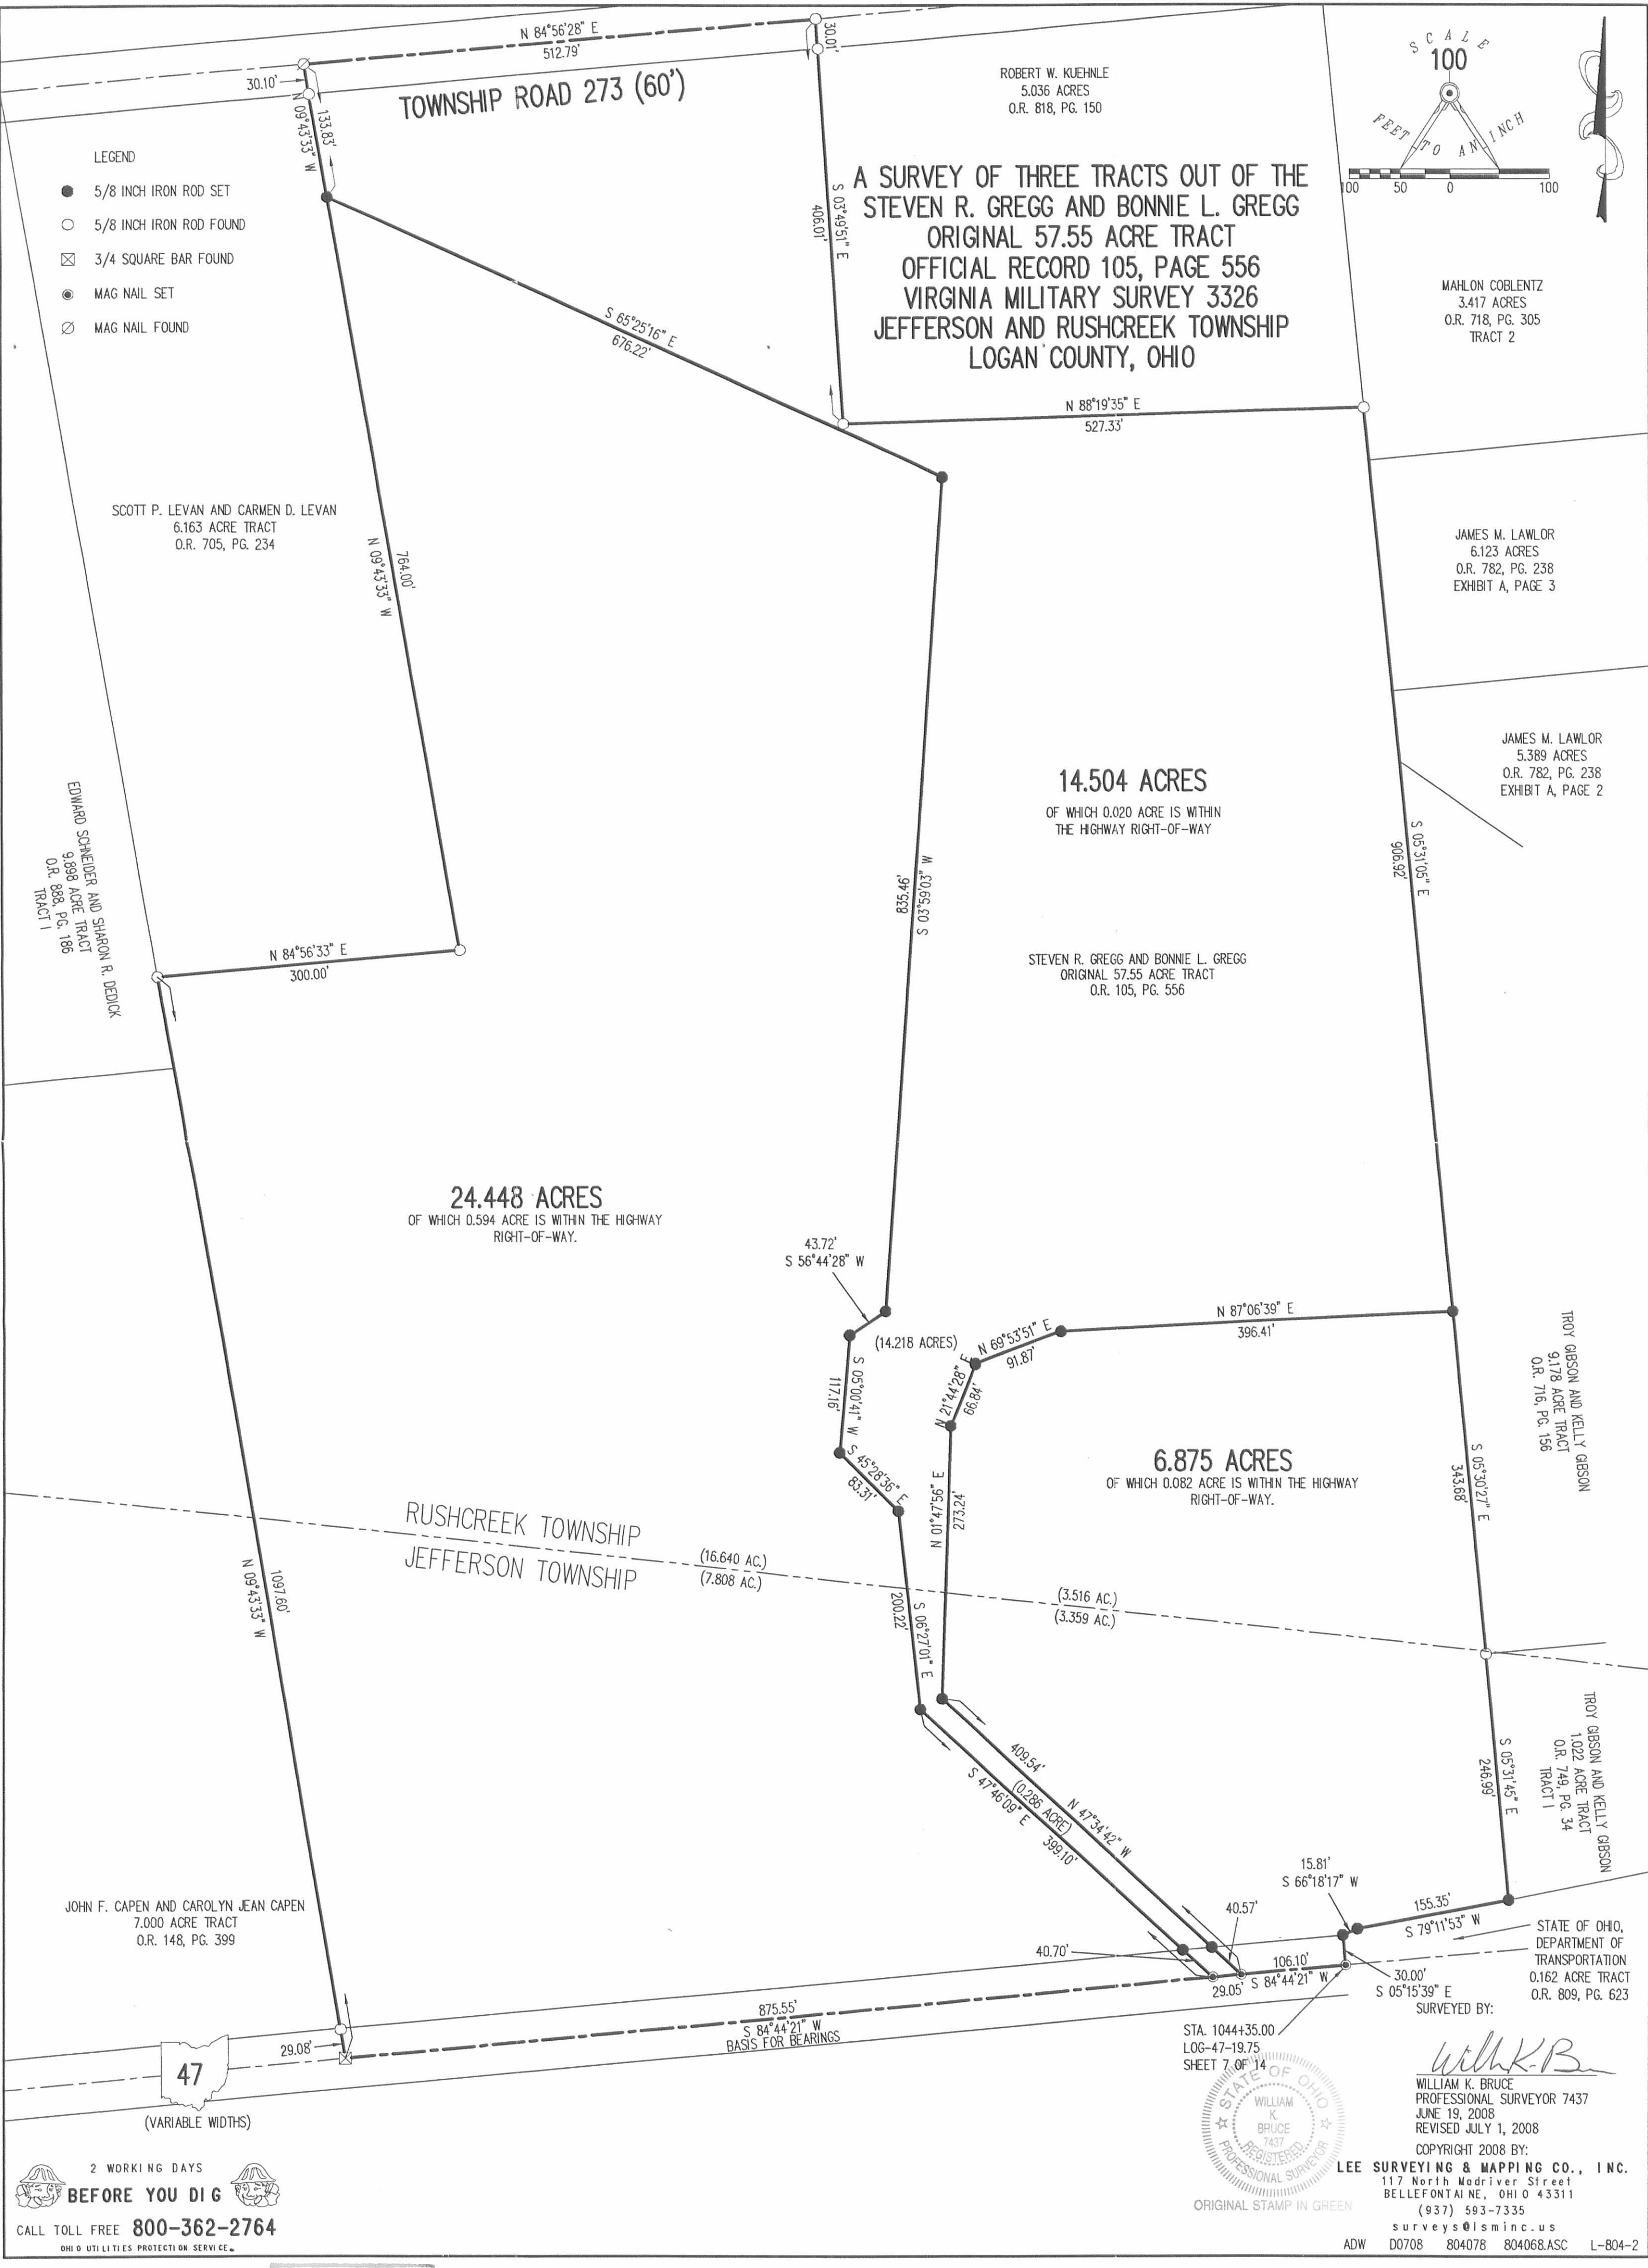 N 84°56'28" E
512.79'
30.01'
30.10'
TOWNSHIP ROAD 273 (60')
N 09°43'33" W
133.83'
ROBERT W. KUEHNLE
5.036 ACRES
O.R. 818, PG. 150
SCALE
100
FEET TO AN INCH
100 50 0 100
LEGEND
5/8 INCH IRON ROD SET
5/8 INCH IRON ROD FOUND
3/4 SQUARE BAR FOUND
MAG NAIL SET
MAG NAIL FOUND
S 03°49'51" E
406.01'
A SURVEY OF THREE TRACTS OUT OF THE
STEVEN R. GREGG AND BONNIE L. GREGG
ORIGINAL 57.55 ACRE TRACT
OFFICIAL RECORD 105, PAGE 556
VIRGINIA MILITARY SURVEY 3326
JEFFERSON AND RUSHCREEK TOWNSHIP
LOGAN COUNTY, OHIO
MAHLON COBLENTZ
3.417 ACRES
O.R. 718, PG. 305
TRACT 2
S 65°25'16" E
676.22'
N 88°19'35" E
527.33'
SCOTT P. LEVAN AND CARMEN D. LEVAN
6.163 ACRE TRACT
O.R. 705, PG. 234
764.00'
N 09°43'33" W
JAMES M. LAWLOR
6.123 ACRES
O.R. 782, PG. 238
EXHIBIT A, PAGE 3
JAMES M. LAWLOR
5.389 ACRES
O.R. 782, PG. 238
EXHIBIT A, PAGE 2
14.504 ACRES
OF WHICH 0.020 ACRE IS WITHIN
THE HIGHWAY RIGHT-OF-WAY
S 05°31'05" E
906.92'
835.46'
S 03°59'03" W
EDWARD SCHNEIDER AND SHARON R. DEDICK
9.898 ACRE TRACT
O.R. 888, PG. 186
TRACT I
N 84°56'33" E
300.00'
STEVEN R. GREGG AND BONNIE L. GREGG
ORIGINAL 57.55 ACRE TRACT
O.R. 105, PG. 556
24.448 ACRES
OF WHICH 0.594 ACRE IS WITHIN THE HIGHWAY
RIGHT-OF-WAY.
43.72'
S 56°44'28" W
(14.218 ACRES)
N 69°53'51" E
91.87'
N 87°06'39" E
396.41'
TROY GIBSON AND KELLY GIBSON
9.178 ACRE TRACT
O.R. 716, PG. 156
S 05°00'41" W
117.16'
N 21°44'28" E
66.84'
S 45°28'36" E
83.31'
6.875 ACRES
OF WHICH 0.082 ACRE IS WITHIN THE HIGHWAY
RIGHT-OF-WAY.
S 05°30'27" E
343.68'
N 01°47'56" E
273.24'
RUSHCREEK TOWNSHIP
JEFFERSON TOWNSHIP
(16.640 AC.)
(7.808 AC.)
(3.516 AC.)
(3.359 AC.)
1097.60'
N 09°43'33" W
200.22'
S 06°27'01" E
TROY GIBSON AND KELLY GIBSON
1.022 ACRE TRACT
O.R. 749, PG. 34
TRACT I
S 05°31'45" E
246.99'
409.54'
N 47°34'42" W
(0.286 ACRE)
S 47°46'09" E
399.10'
15.81'
S 66°18'17" W
JOHN F. CAPEN AND CAROLYN JEAN CAPEN
7.000 ACRE TRACT
O.R. 148, PG. 399
40.57'
155.35'
S 79°11'53" W
STATE OF OHIO,
DEPARTMENT OF
TRANSPORTATION
0.162 ACRE TRACT
O.R. 809, PG. 623
40.70'
106.10'
S 84°44'21" W
29.05'
30.00'
S 05°15'39" E
875.55'
S 84°44'21" W
BASIS FOR BEARINGS
29.08'
47
(VARIABLE WIDTHS)
STA. 1044+35.00
LOG-47-19.75
SHEET 7 OF 14
STATE OF OHIO
WILLIAM
K.
BRUCE
7437
REGISTERED
PROFESSIONAL SURVEYOR
ORIGINAL STAMP IN GREEN
SURVEYED BY:
WILLIAM K. BRUCE
PROFESSIONAL SURVEYOR 7437
JUNE 19, 2008
REVISED JULY 1, 2008
COPYRIGHT 2008 BY:
LEE SURVEYING & MAPPING CO., INC.
117 North Madriver Street
BELLEFONTAINE, OHIO 43311
(937) 593-7335
surveys@lsminc.us
ADW D0708 804078 804068.ASC L-804-2
2 WORKING DAYS
BEFORE YOU DIG
CALL TOLL FREE 800-362-2764
OHIO UTILITIES PROTECTION SERVICE.